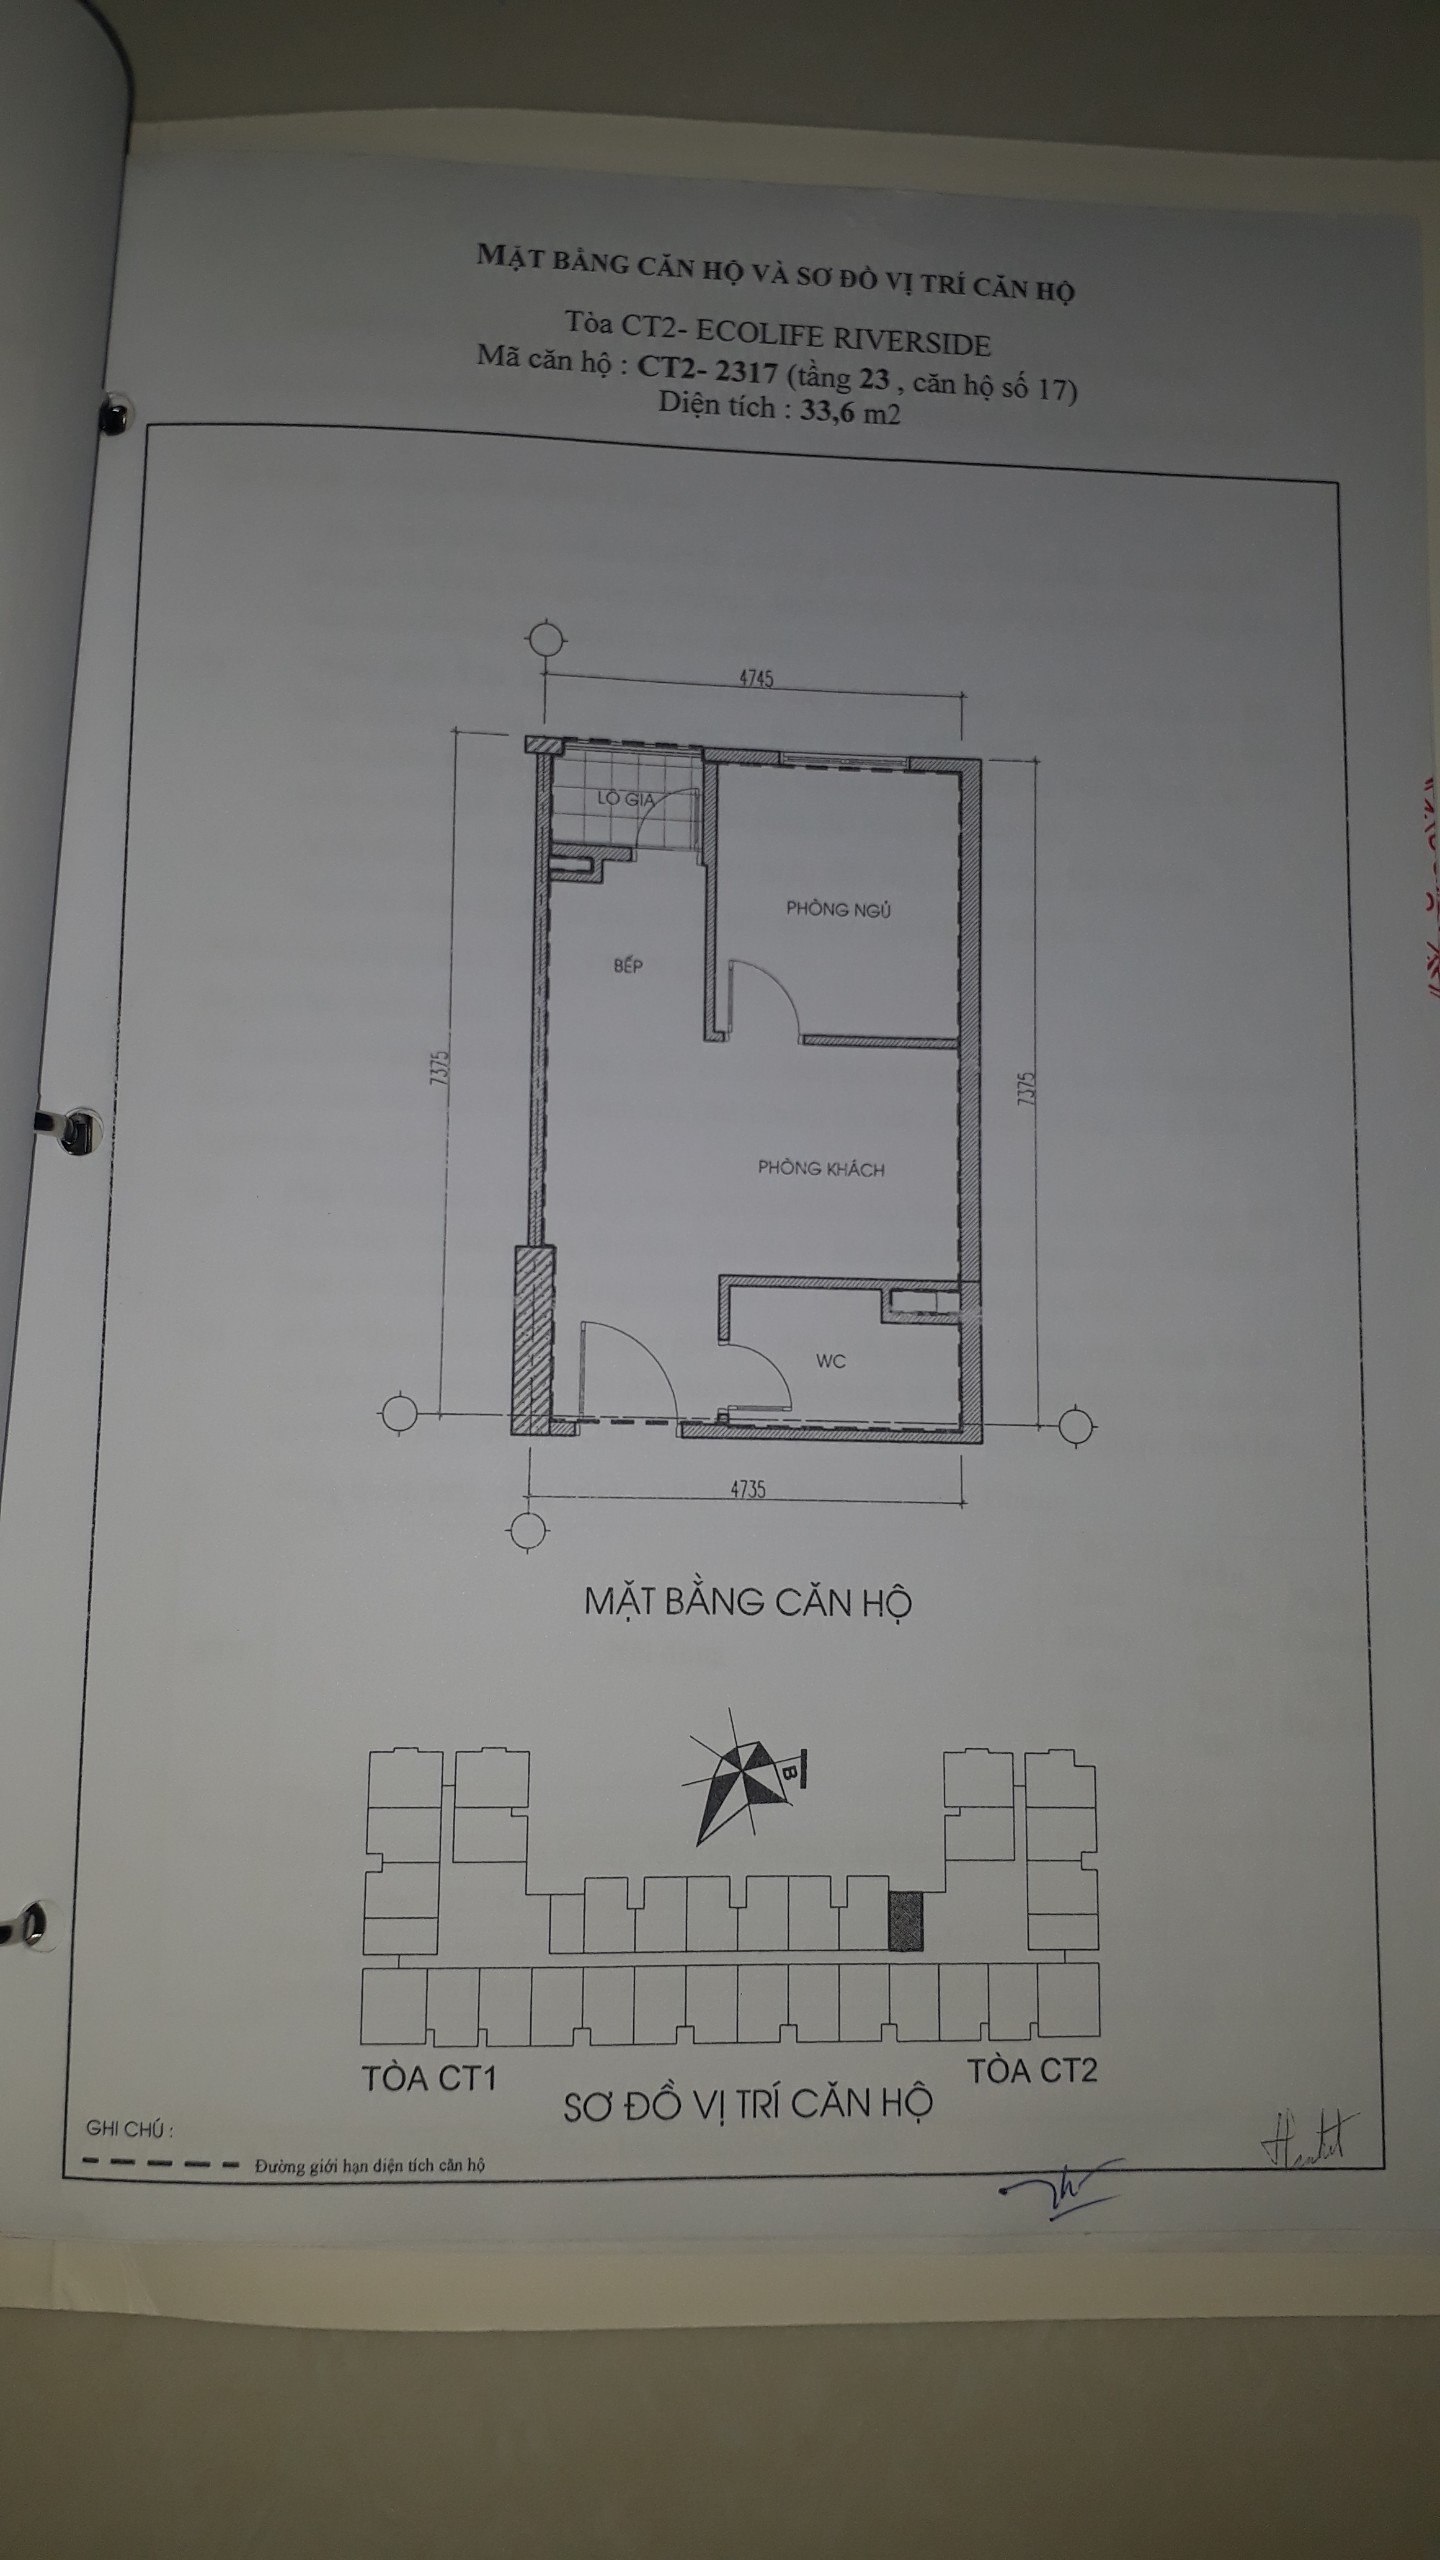 MẶT BẰNG CĂN HỘ VÀ SƠ ĐỒ VỊ TRÍ CĂN HỘ
Tòa CT2- ECOLIFE RIVERSIDE
Mã căn hộ : CT2- 2317 (tầng 23 , căn hộ số 17)
Diện tích : 33,6 m2
4745
LÔ GIA
PHÒNG NGỦ
BẾP
7375
7375
PHÒNG KHÁCH
WC
4735
MẶT BẰNG CĂN HỘ
B
TÒA CT1
TÒA CT2
SƠ ĐỒ VỊ TRÍ CĂN HỘ
GHI CHÚ :
Đường giới hạn diện tích căn hộ